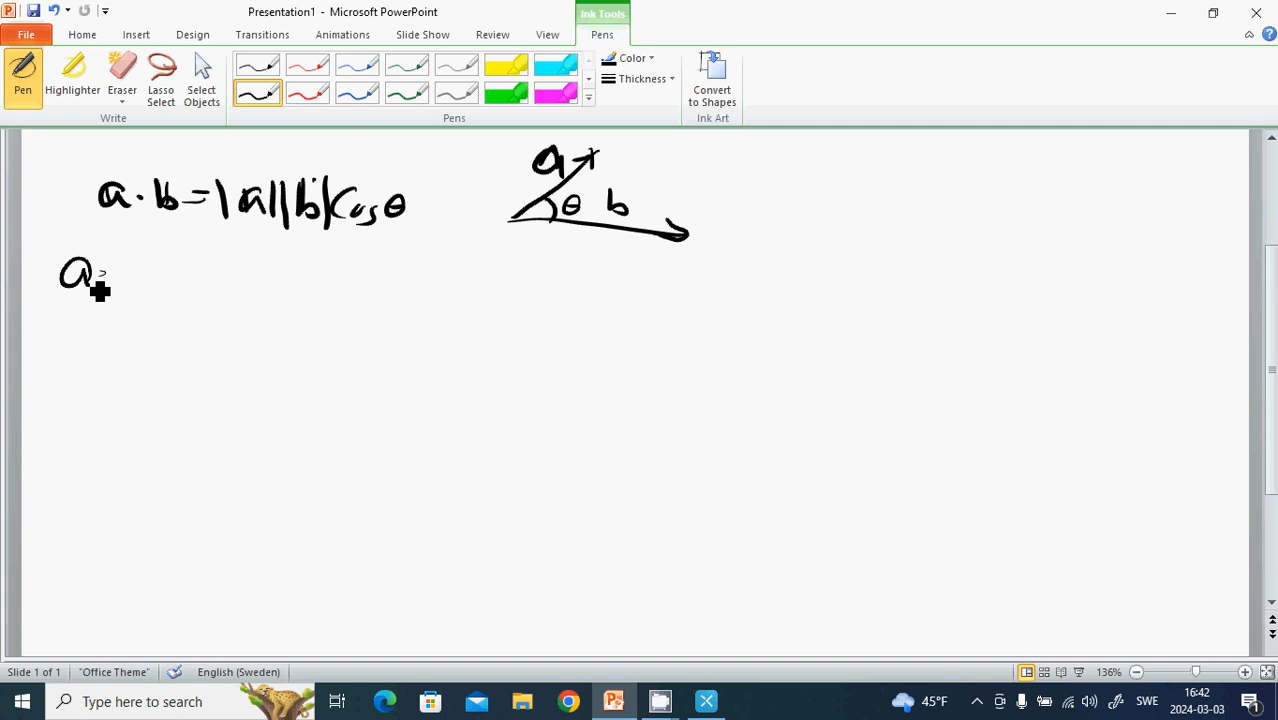 Presentation1 - Microsoft PowerPoint
Ink Tools
File Home Insert Design Transitions Animations Slide Show Review View Pens
Pen Highlighter Eraser Lasso Select Select Objects
Color
Thickness
Convert to Shapes
Write Pens Ink Art
a
a · b = |a||b| Cos θ
θ b
a =
Slide 1 of 1 "Office Theme" English (Sweden) 136%
Type here to search
45°F SWE 16:42
2024-03-03
1